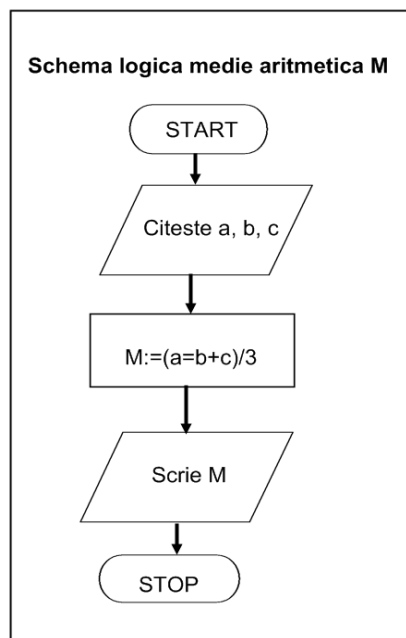 Schema logica medie aritmetica M
START
Citeste a, b, c
M:=(a=b+c)/3
Scrie M
STOP